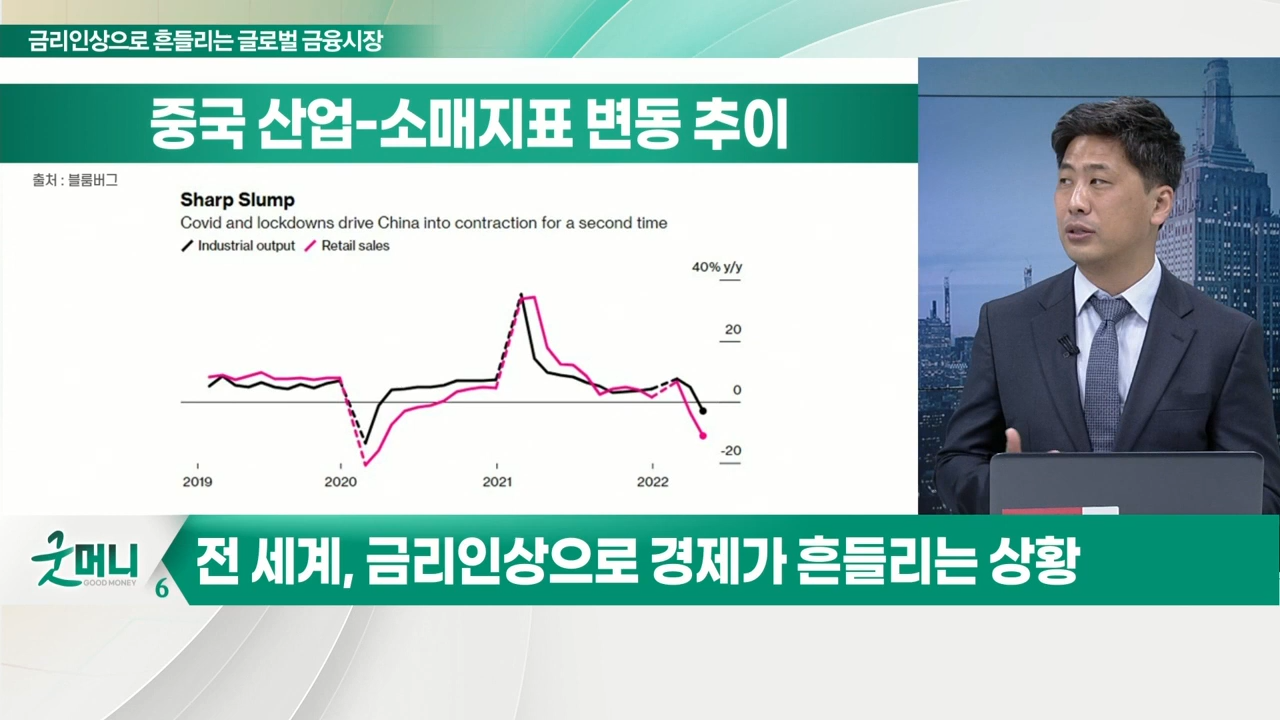 금리인상으로 흔들리는 글로벌 금융시장
중국 산업-소매지표 변동 추이
출처 : 블룸버그
Sharp Slump
Covid and lockdowns drive China into contraction for a second time
Industrial output Retail sales
40% y/y
20
0
-20
2019 2020 2021 2022
굿머니
GOOD MONEY
6
전 세계, 금리인상으로 경제가 흔들리는 상황